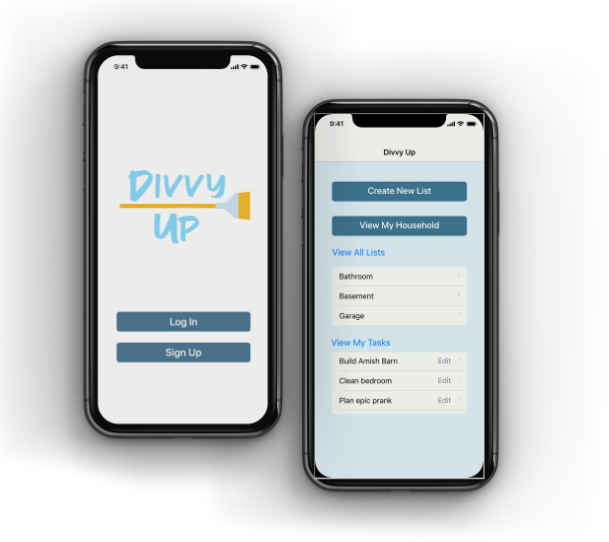 9:41
Divvy
Up
Log In
Sign Up
9:41
Divvy Up
Create New List
View My Household
View All Lists
Bathroom
Basement
Garage
View My Tasks
Build Amish Barn Edit
Clean bedroom Edit
Plan epic prank Edit